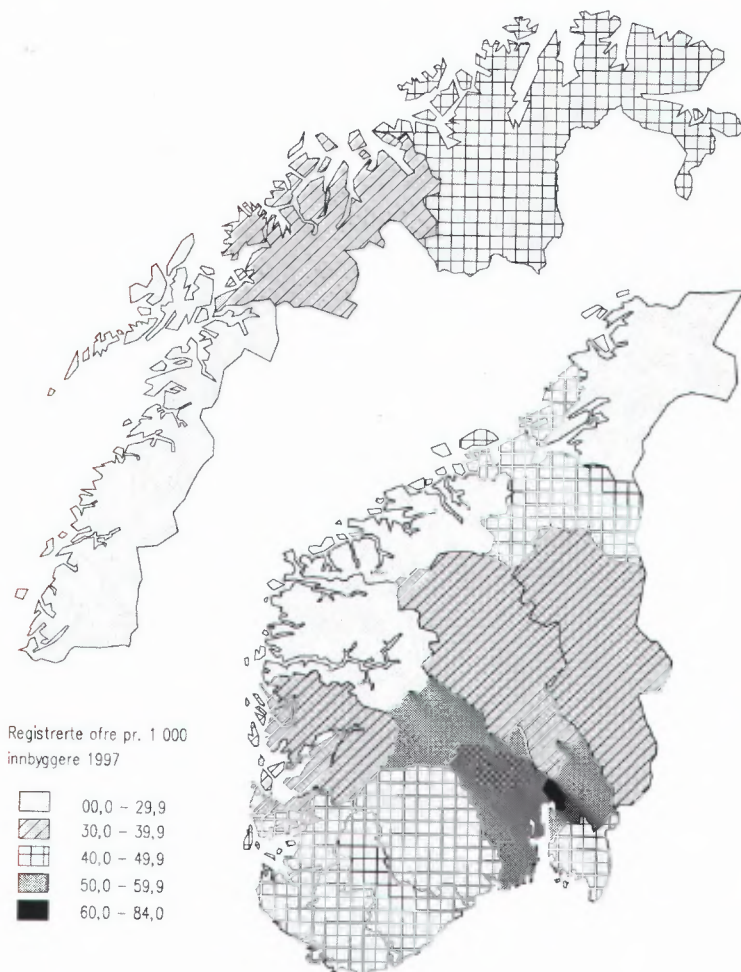 Registrerte ofre pr. 1 000
innbyggere 1997
00,0 – 29,9
30,0 – 39,9
40,0 – 49,9
50,0 – 59,9
60,0 – 84,0